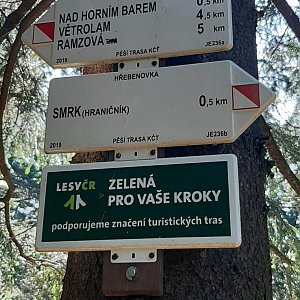 NAD HORNÍM BAREM 0,5 km
VĚTROLAM 4,5 km
RAMZOVÁ 5 km
2019 PĚŠÍ TRASA KČT JE236a
HŘEBENOVKA
SMRK (HRANIČNÍK) 0,5 km
2019 PĚŠÍ TRASA KČT JE236b
LESY ČR
ZELENÁ
PRO VAŠE KROKY
podporujeme značení turistických tras